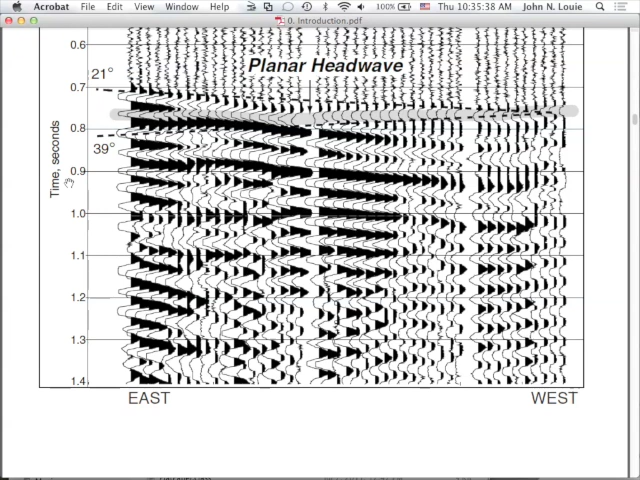 Acrobat File Edit View Window Help 100% Thu 10:35:38 AM John N. Louie
0. Introduction.pdf
0.6
Planar Headwave
21°
0.7
0.8
39°
Time, seconds
0.9
1.0
1.1
1.2
1.3
1.4
EAST WEST